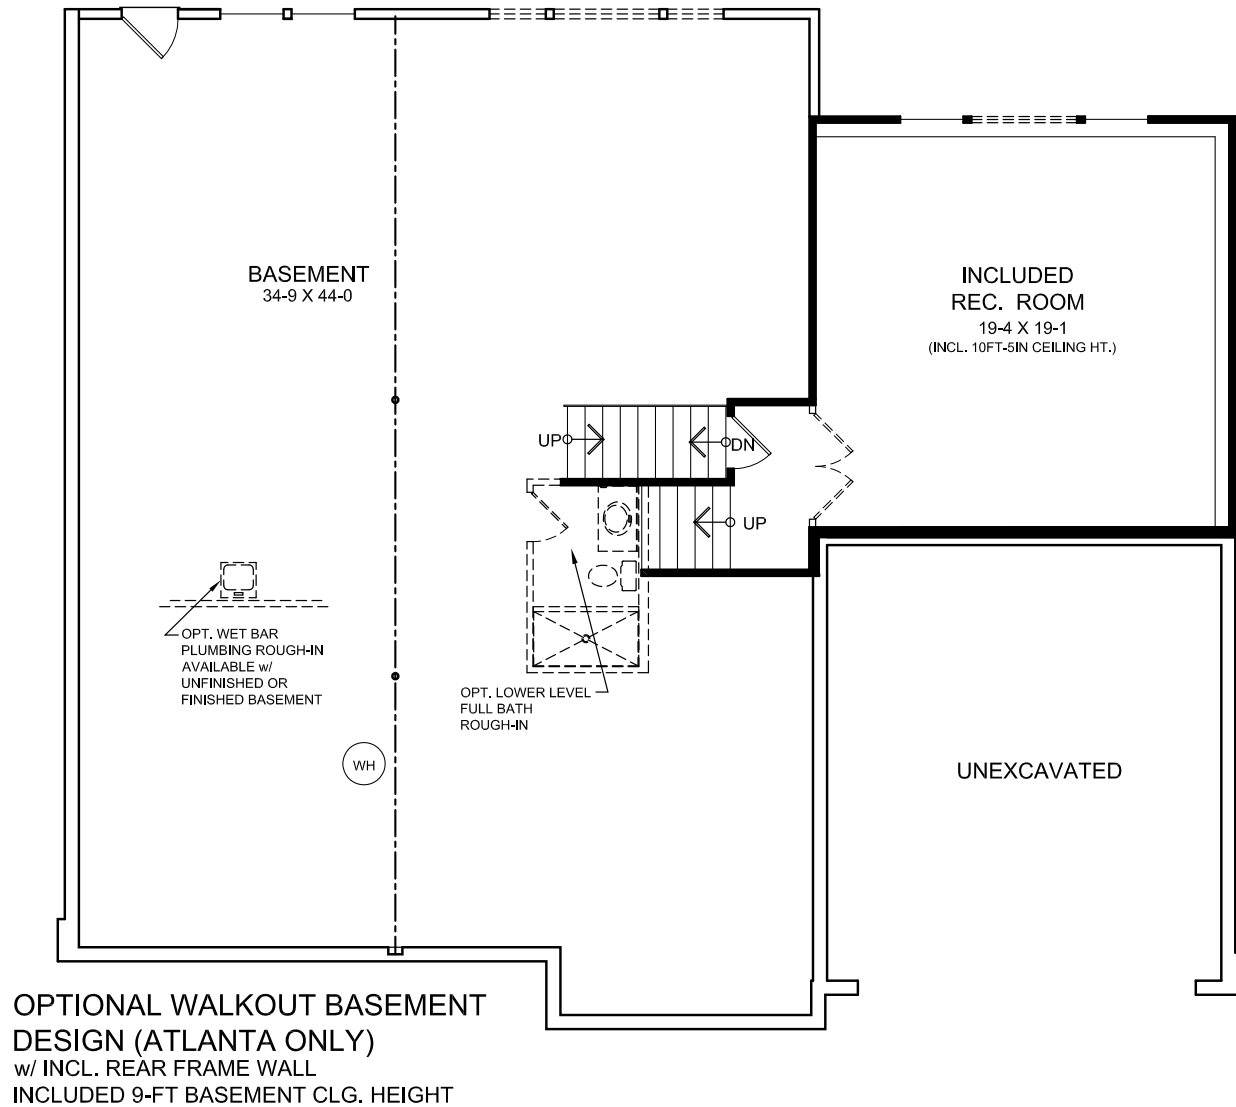 BASEMENT
34-9 X 44-0
INCLUDED
REC. ROOM
19-4 X 19-1
(INCL. 10FT-5IN CEILING HT.)
UP
DN
UP
OPT. WET BAR
PLUMBING ROUGH-IN
AVAILABLE w/
UNFINISHED OR
FINISHED BASEMENT
OPT. LOWER LEVEL
FULL BATH
ROUGH-IN
WH
UNEXCAVATED
OPTIONAL WALKOUT BASEMENT
DESIGN (ATLANTA ONLY)
w/ INCL. REAR FRAME WALL
INCLUDED 9-FT BASEMENT CLG. HEIGHT